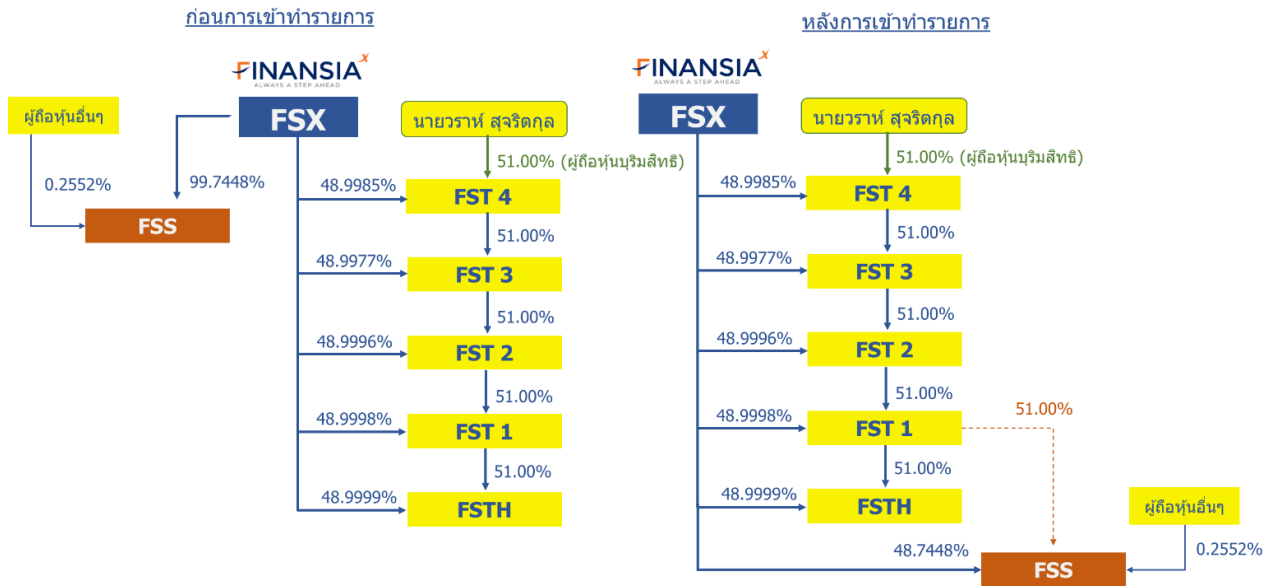 ก่อนการเข้าทำรายการ
FINANSIA X
ALWAYS A STEP AHEAD
ผู้ถือหุ้นอื่นๆ
FSX
นายวราห์ สุจริตกุล
51.00% (ผู้ถือหุ้นบุริมสิทธิ)
0.2552%
99.7448%
48.9985%
FST 4
FSS
51.00%
48.9977%
FST 3
51.00%
48.9996%
FST 2
51.00%
48.9998%
FST 1
51.00%
48.9999%
FSTH
หลังการเข้าทำรายการ
FINANSIA X
ALWAYS A STEP AHEAD
FSX
นายวราห์ สุจริตกุล
51.00% (ผู้ถือหุ้นบุริมสิทธิ)
48.9985%
FST 4
51.00%
48.9977%
FST 3
51.00%
48.9996%
FST 2
51.00%
48.9998%
FST 1
51.00%
51.00%
48.9999%
FSTH
ผู้ถือหุ้นอื่นๆ
48.7448%
0.2552%
FSS